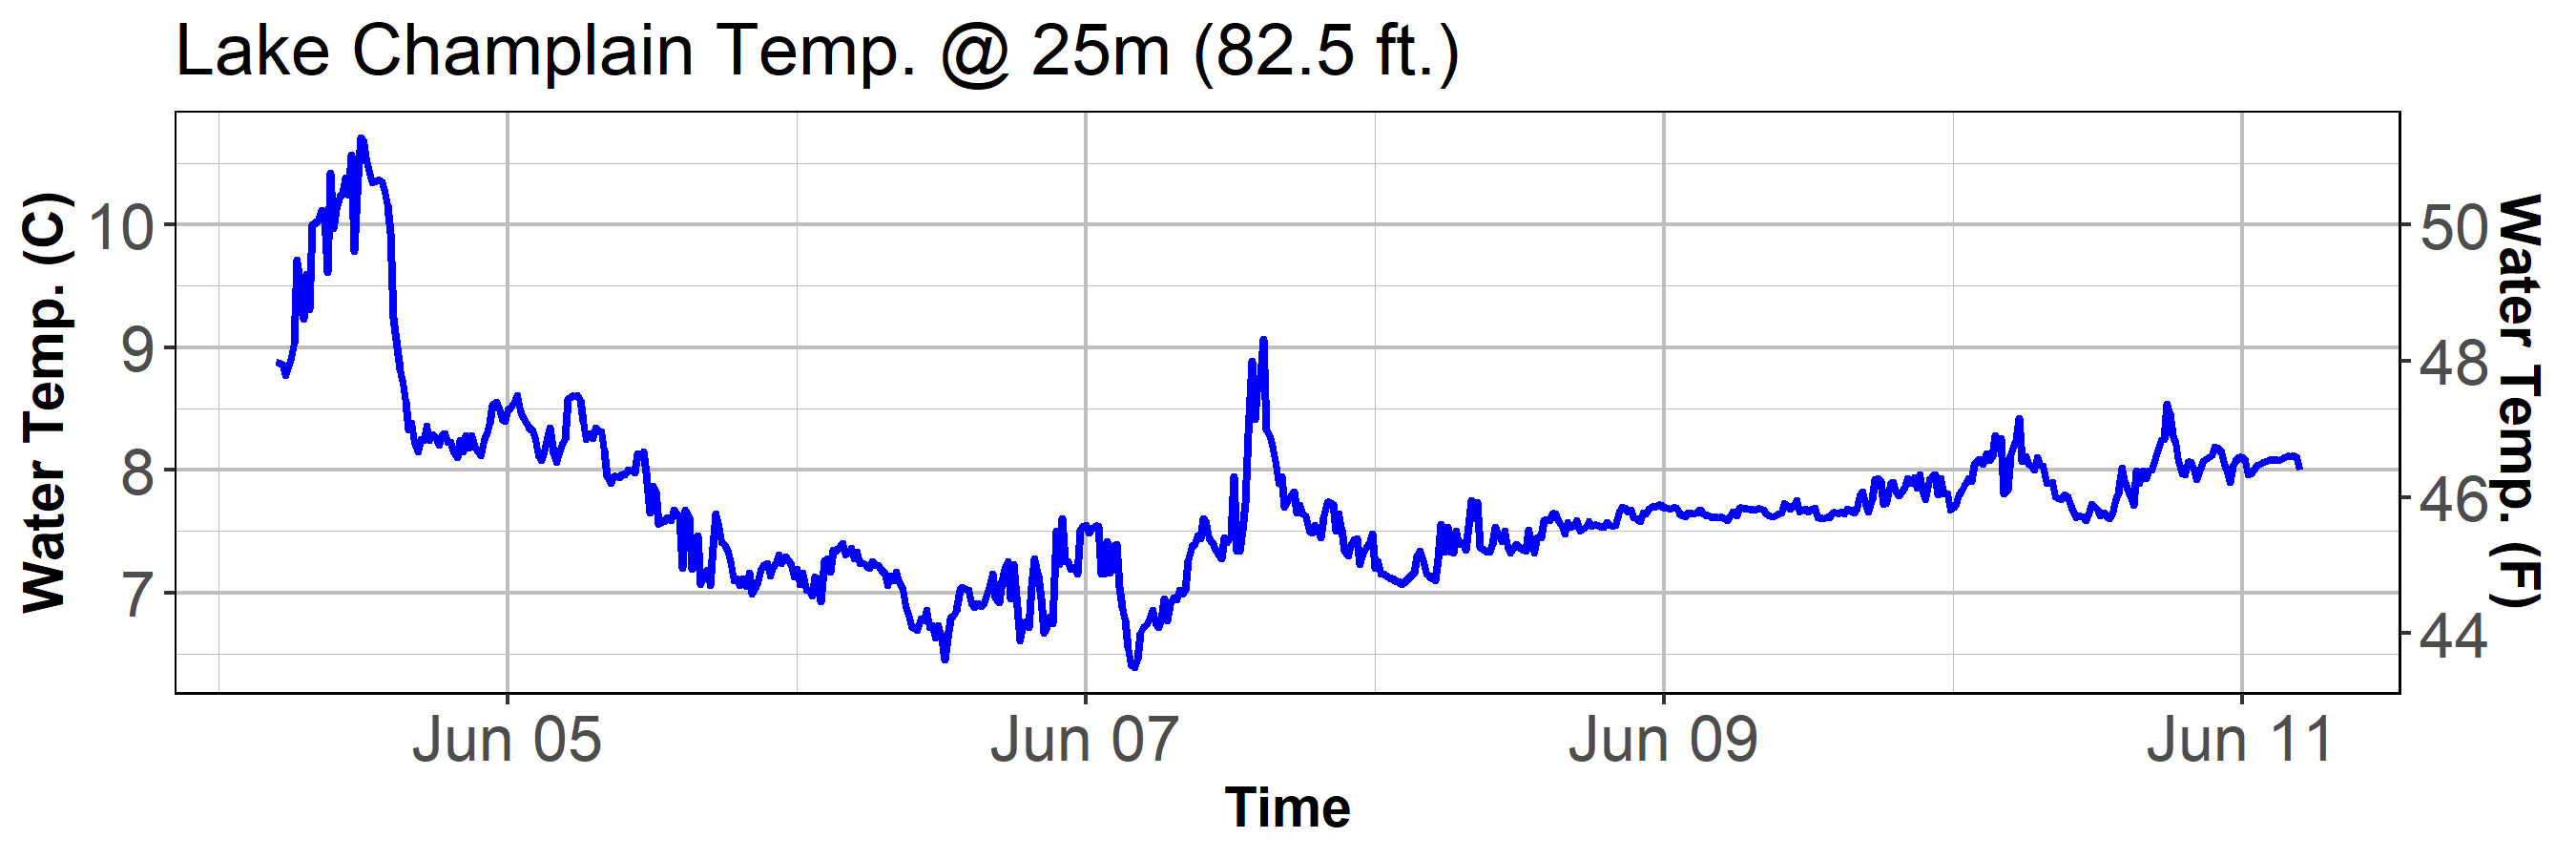 Lake Champlain Temp. @ 25m (82.5 ft.)
Water Temp. (C)
10
9
8
7
50
48
46
44
Water Temp. (F)
Jun 05
Jun 07
Jun 09
Jun 11
Time